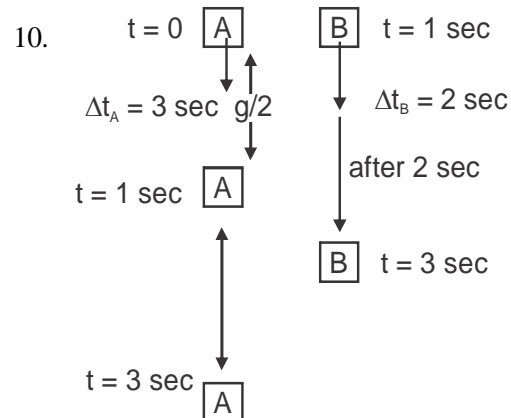 10. t = 0 A B t = 1 sec
Δt_A = 3 sec g/2 Δt_B = 2 sec
after 2 sec
t = 1 sec A
B t = 3 sec
t = 3 sec A